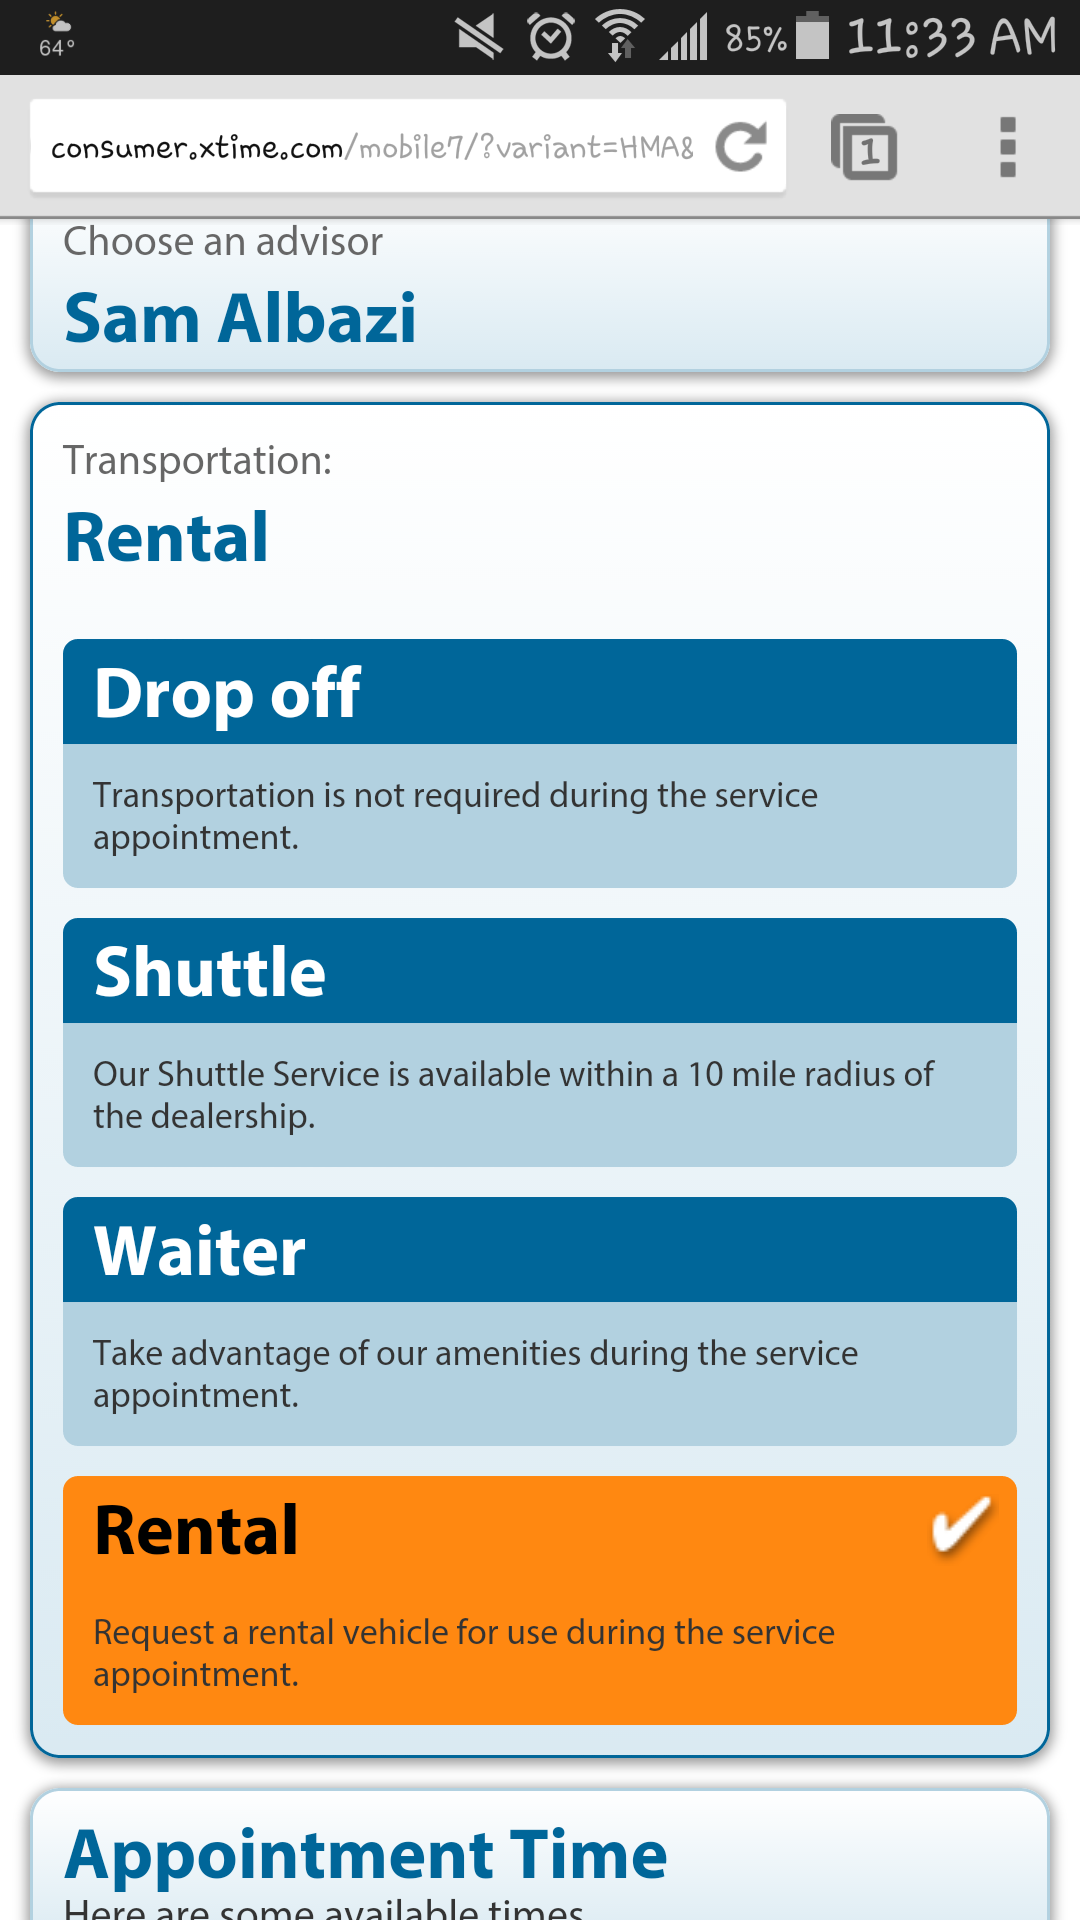 64°
85%
11:33 AM
consumer.xtime.com/mobile7/?variant=HMA&
1
Choose an advisor
Sam Albazi
Transportation:
Rental
Drop off
Transportation is not required during the service
appointment.
Shuttle
Our Shuttle Service is available within a 10 mile radius of
the dealership.
Waiter
Take advantage of our amenities during the service
appointment.
Rental
Request a rental vehicle for use during the service
appointment.
Appointment Time
Here are some available times